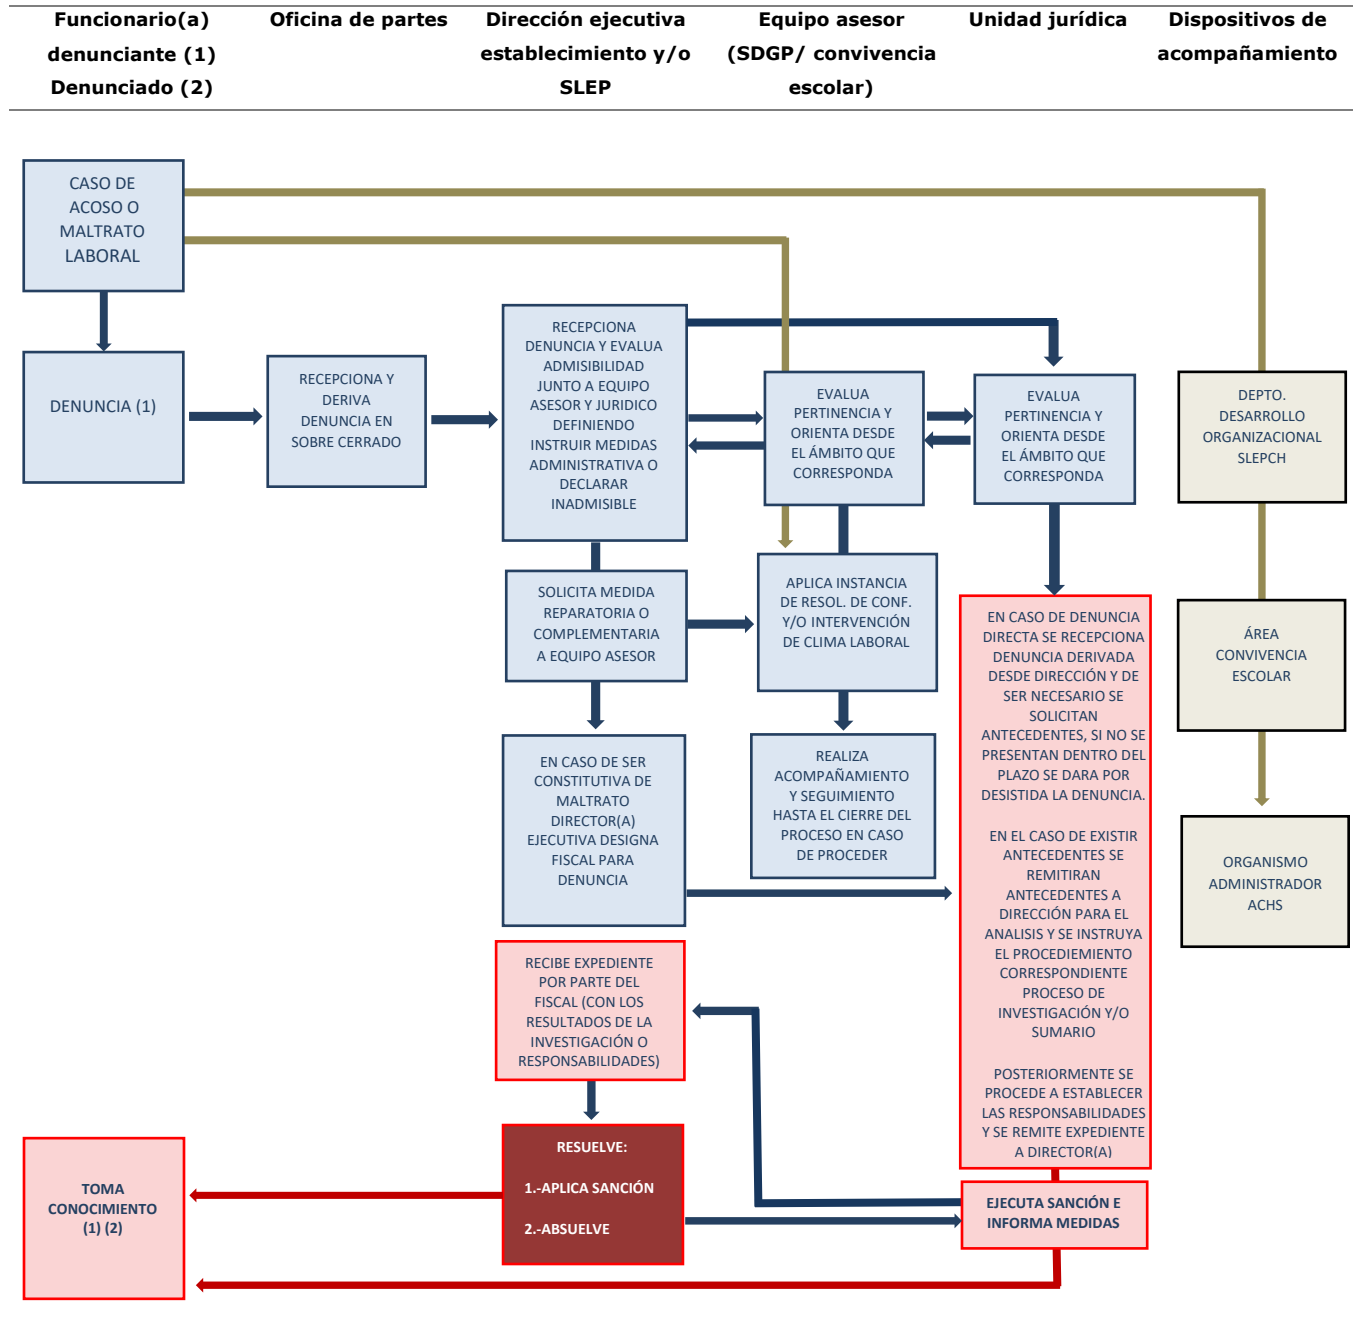 Funcionario(a)
denunciante (1)
Denunciado (2)
Oficina de partes
Dirección ejecutiva
establecimiento y/o
SLEP
Equipo asesor
(SDGP/ convivencia
escolar)
Unidad jurídica
Dispositivos de
acompañamiento
CASO DE
ACOSO O
MALTRATO
LABORAL
DENUNCIA (1)
RECEPCIONA Y
DERIVA
DENUNCIA EN
SOBRE CERRADO
RECEPCIONA
DENUNCIA Y EVALUA
ADMISIBILIDAD
JUNTO A EQUIPO
ASESOR Y JURIDICO
DEFINIENDO
INSTRUIR MEDIDAS
ADMINISTRATIVA O
DECLARAR
INADMISIBLE
EVALUA
PERTINENCIA Y
ORIENTA DESDE
EL ÁMBITO QUE
CORRESPONDA
EVALUA
PERTINENCIA Y
ORIENTA DESDE
EL ÁMBITO QUE
CORRESPONDA
DEPTO.
DESARROLLO
ORGANIZACIONAL
SLEPCH
SOLICITA MEDIDA
REPARATORIA O
COMPLEMENTARIA
A EQUIPO ASESOR
APLICA INSTANCIA
DE RESOL. DE CONF.
Y/O INTERVENCIÓN
DE CLIMA LABORAL
EN CASO DE DENUNCIA
DIRECTA SE RECEPCIONA
DENUNCIA DERIVADA
DESDE DIRECCIÓN Y DE
SER NECESARIO SE
SOLICITAN
ANTECEDENTES, SI NO SE
PRESENTAN DENTRO DEL
PLAZO SE DARA POR
DESISTIDA LA DENUNCIA.
EN EL CASO DE EXISTIR
ANTECEDENTES SE
REMITIRAN
ANTECEDENTES A
DIRECCIÓN PARA EL
ANALISIS Y SE INSTRUYA
EL PROCEDIEMIENTO
CORRESPONDIENTE
PROCESO DE
INVESTIGACIÓN Y/O
SUMARIO
POSTERIORMENTE SE
PROCEDE A ESTABLECER
LAS RESPONSABILIDADES
Y SE REMITE EXPEDIENTE
A DIRECTOR(A)
ÁREA
CONVIVENCIA
ESCOLAR
EN CASO DE SER
CONSTITUTIVA DE
MALTRATO
DIRECTOR(A)
EJECUTIVA DESIGNA
FISCAL PARA
DENUNCIA
REALIZA
ACOMPAÑAMIENTO
Y SEGUIMIENTO
HASTA EL CIERRE DEL
PROCESO EN CASO
DE PROCEDER
ORGANISMO
ADMINISTRADOR
ACHS
RECIBE EXPEDIENTE
POR PARTE DEL
FISCAL (CON LOS
RESULTADOS DE LA
INVESTIGACIÓN O
RESPONSABILIDADES)
TOMA
CONOCIMIENTO
(1) (2)
RESUELVE:
1.-APLICA SANCIÓN
2.-ABSUELVE
EJECUTA SANCIÓN E
INFORMA MEDIDAS